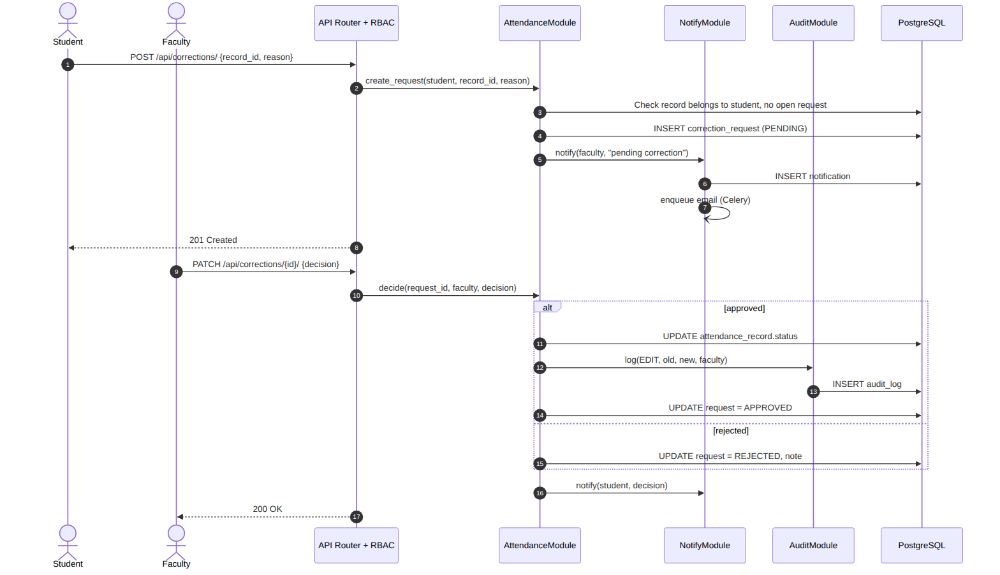 Student
Faculty
API Router + RBAC
AttendanceModule
NotifyModule
AuditModule
PostgreSQL
POST /api/corrections/ {record_id, reason}
1
create_request(student, record_id, reason)
2
Check record belongs to student, no open request
3
INSERT correction_request (PENDING)
4
notify(faculty, "pending correction")
5
INSERT notification
6
enqueue email (Celery)
7
201 Created
8
PATCH /api/corrections/{id}/ {decision}
9
decide(request_id, faculty, decision)
10
alt
[approved]
UPDATE attendance_record.status
11
log(EDIT, old, new, faculty)
12
INSERT audit_log
13
UPDATE request = APPROVED
14
[rejected]
UPDATE request = REJECTED, note
15
notify(student, decision)
16
200 OK
17
Student
Faculty
API Router + RBAC
AttendanceModule
NotifyModule
AuditModule
PostgreSQL